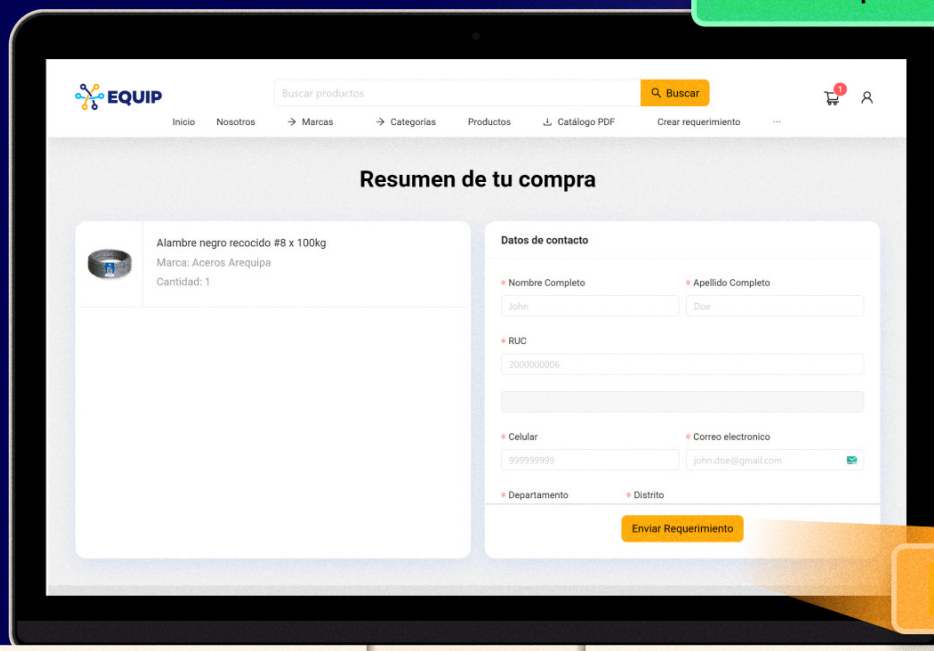 EQUIP
Buscar productos
Buscar
1
Inicio Nosotros → Marcas → Categorías Productos Catálogo PDF Crear requerimiento ...
Resumen de tu compra
Alambre negro recocido #8 x 100kg
Marca: Aceros Arequipa
Cantidad: 1
Datos de contacto
* Nombre Completo * Apellido Completo
John Doe
* RUC
2000000006
* Celular * Correo electronico
999999999 john.doe@gmail.com
* Departamento * Distrito
Enviar Requerimiento